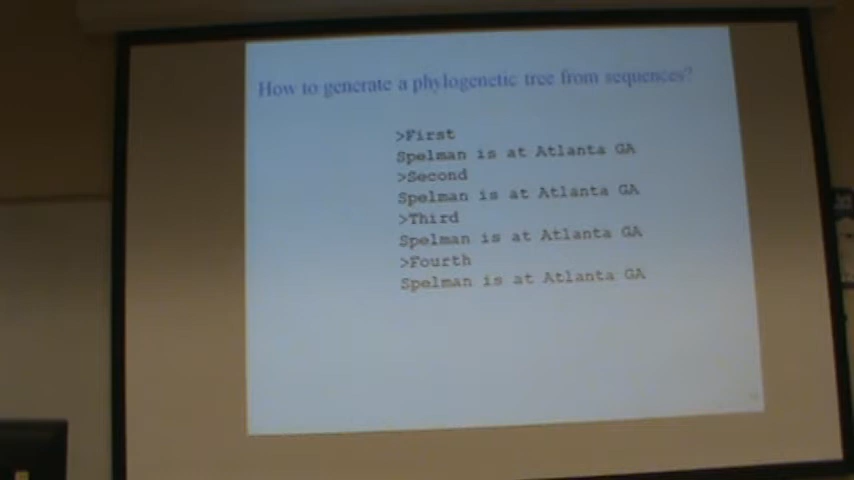 How to generate a phylogenetic tree from sequences?
>First
Spelman is at Atlanta GA
>Second
Spelman is at Atlanta GA
>Third
Spelman is at Atlanta GA
>Fourth
Spelman is at Atlanta GA